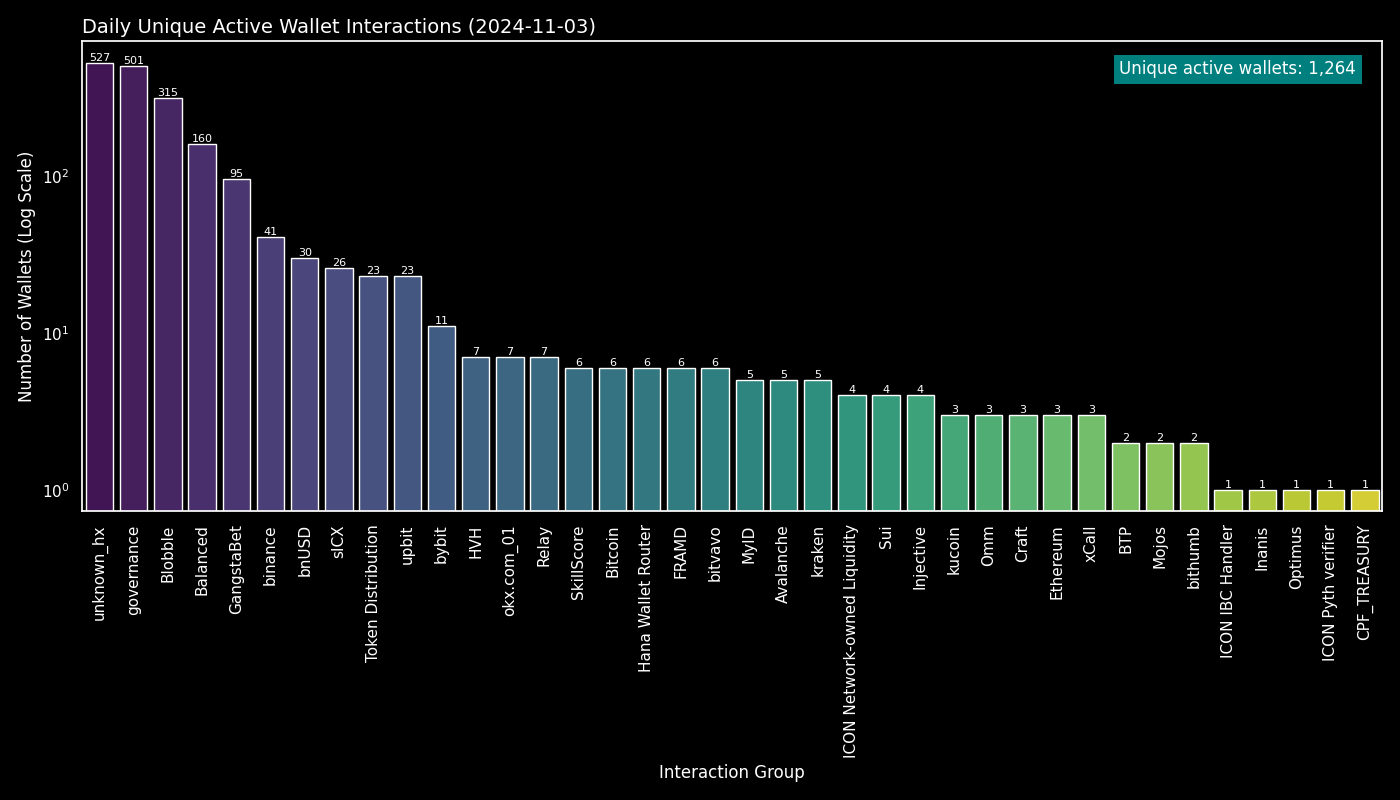 Daily Unique Active Wallet Interactions (2024-11-03)
Unique active wallets: 1,264
Number of Wallets (Log Scale)
10²
10¹
10⁰
527
501
315
160
95
41
30
26
23
23
11
7
7
7
6
6
6
6
6
5
5
5
4
4
4
3
3
3
3
3
2
2
2
1
1
1
1
1
unknown_hx
governance
Blobble
Balanced
GangstaBet
binance
bnUSD
sICX
Token Distribution
upbit
bybit
HVH
okx.com_01
Relay
SkillScore
Bitcoin
Hana Wallet Router
FRAMD
bitvavo
MyID
Avalanche
kraken
ICON Network-owned Liquidity
Sui
Injective
kucoin
Omm
Craft
Ethereum
xCall
BTP
Mojos
bithumb
ICON IBC Handler
Inanis
Optimus
ICON Pyth verifier
CPF_TREASURY
Interaction Group